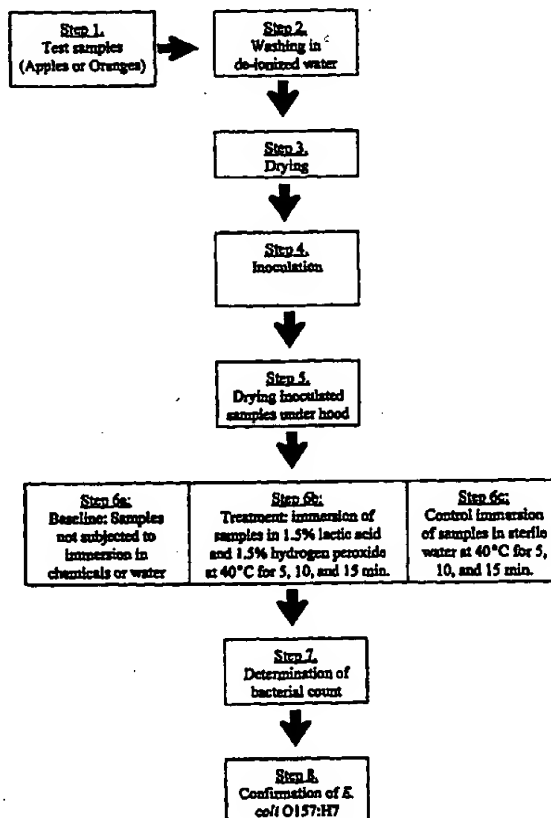 Step 1.
Test samples
(Apples or Oranges)
Step 2.
Washing in
de-ionized water
Step 3.
Drying
Step 4.
Inoculation
Step 5.
Drying inoculated
samples under hood
Step 6a:
Baseline: Samples
not subjected to
immersion in
chemicals or water
Step 6b:
Treatment: immersion of
samples in 1.5% lactic acid
and 1.5% hydrogen peroxide
at 40°C for 5, 10, and 15 min.
Step 6c:
Control immersion
of samples in sterile
water at 40°C for 5,
10, and 15 min.
Step 7.
Determination of
bacterial count
Step 8.
Confirmation of E.
coli O157:H7